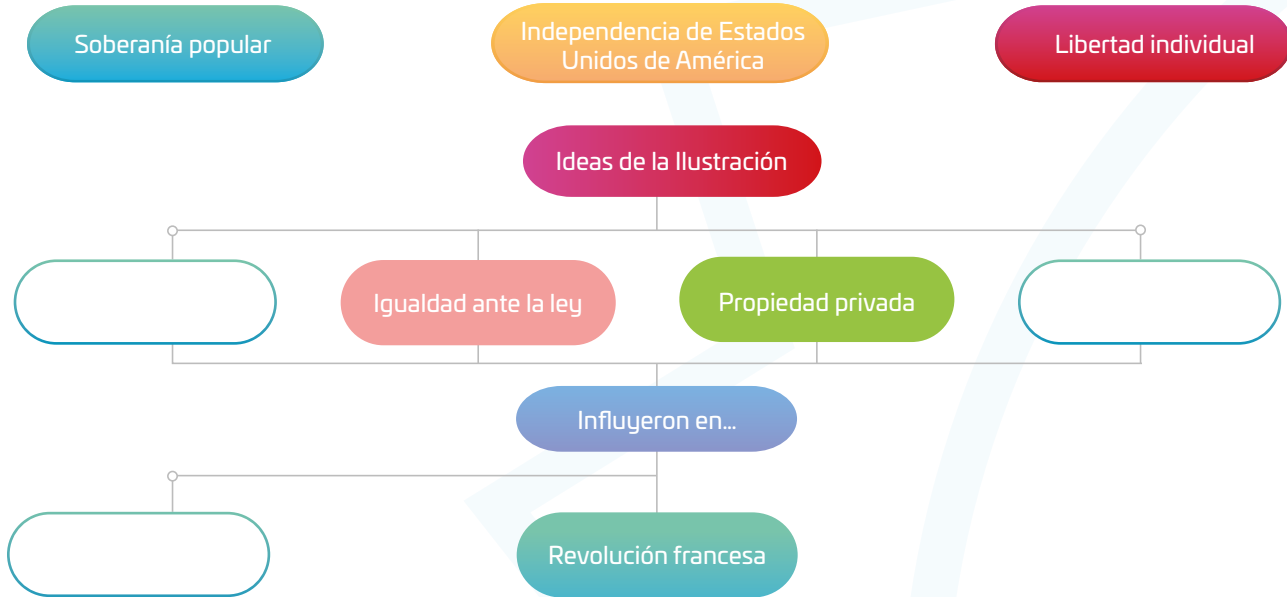 Soberanía popular
Independencia de Estados
Unidos de América
Libertad individual
Ideas de la Ilustración
Igualdad ante la ley
Propiedad privada
Influyeron en...
Revolución francesa